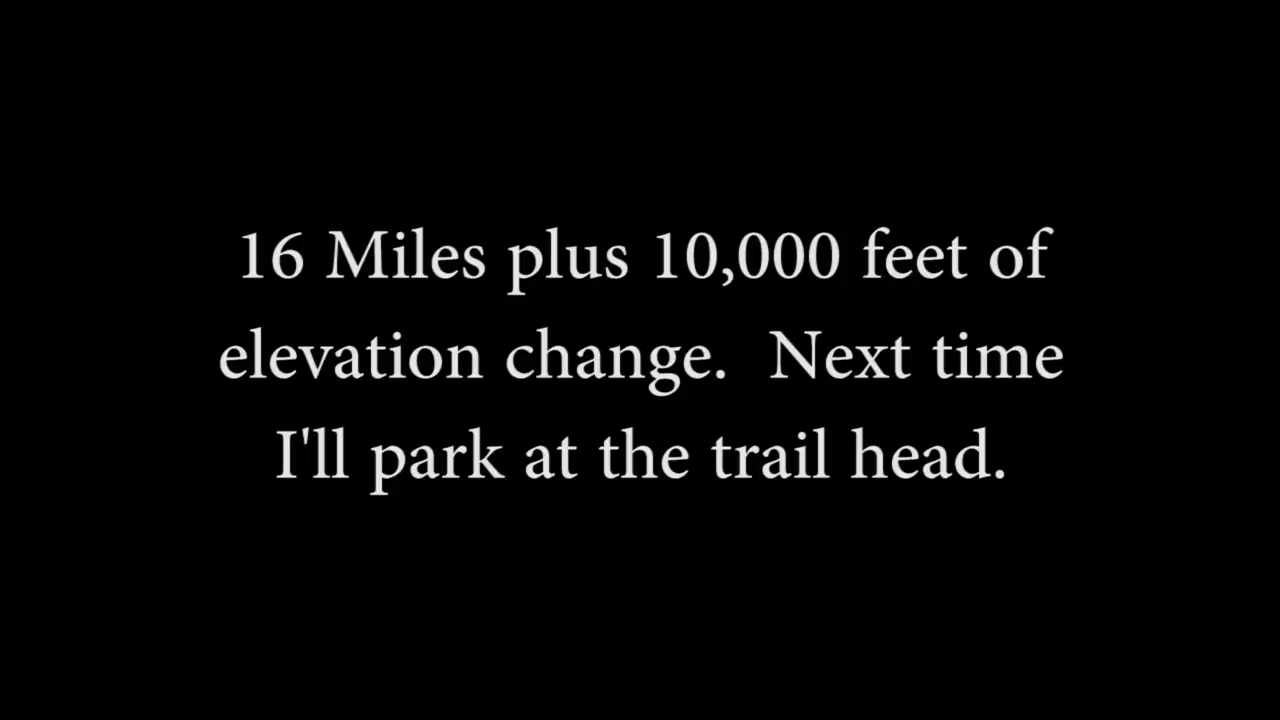 16 Miles plus 10,000 feet of
elevation change.  Next time
I'll park at the trail head.